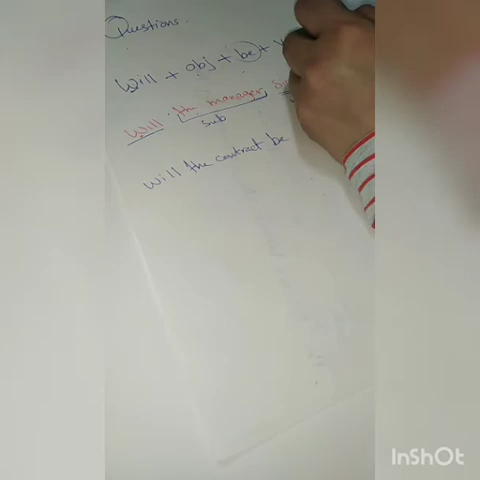 Questions.
Will + obj + be +
Will the manager
sub
will the contract be
InShOt